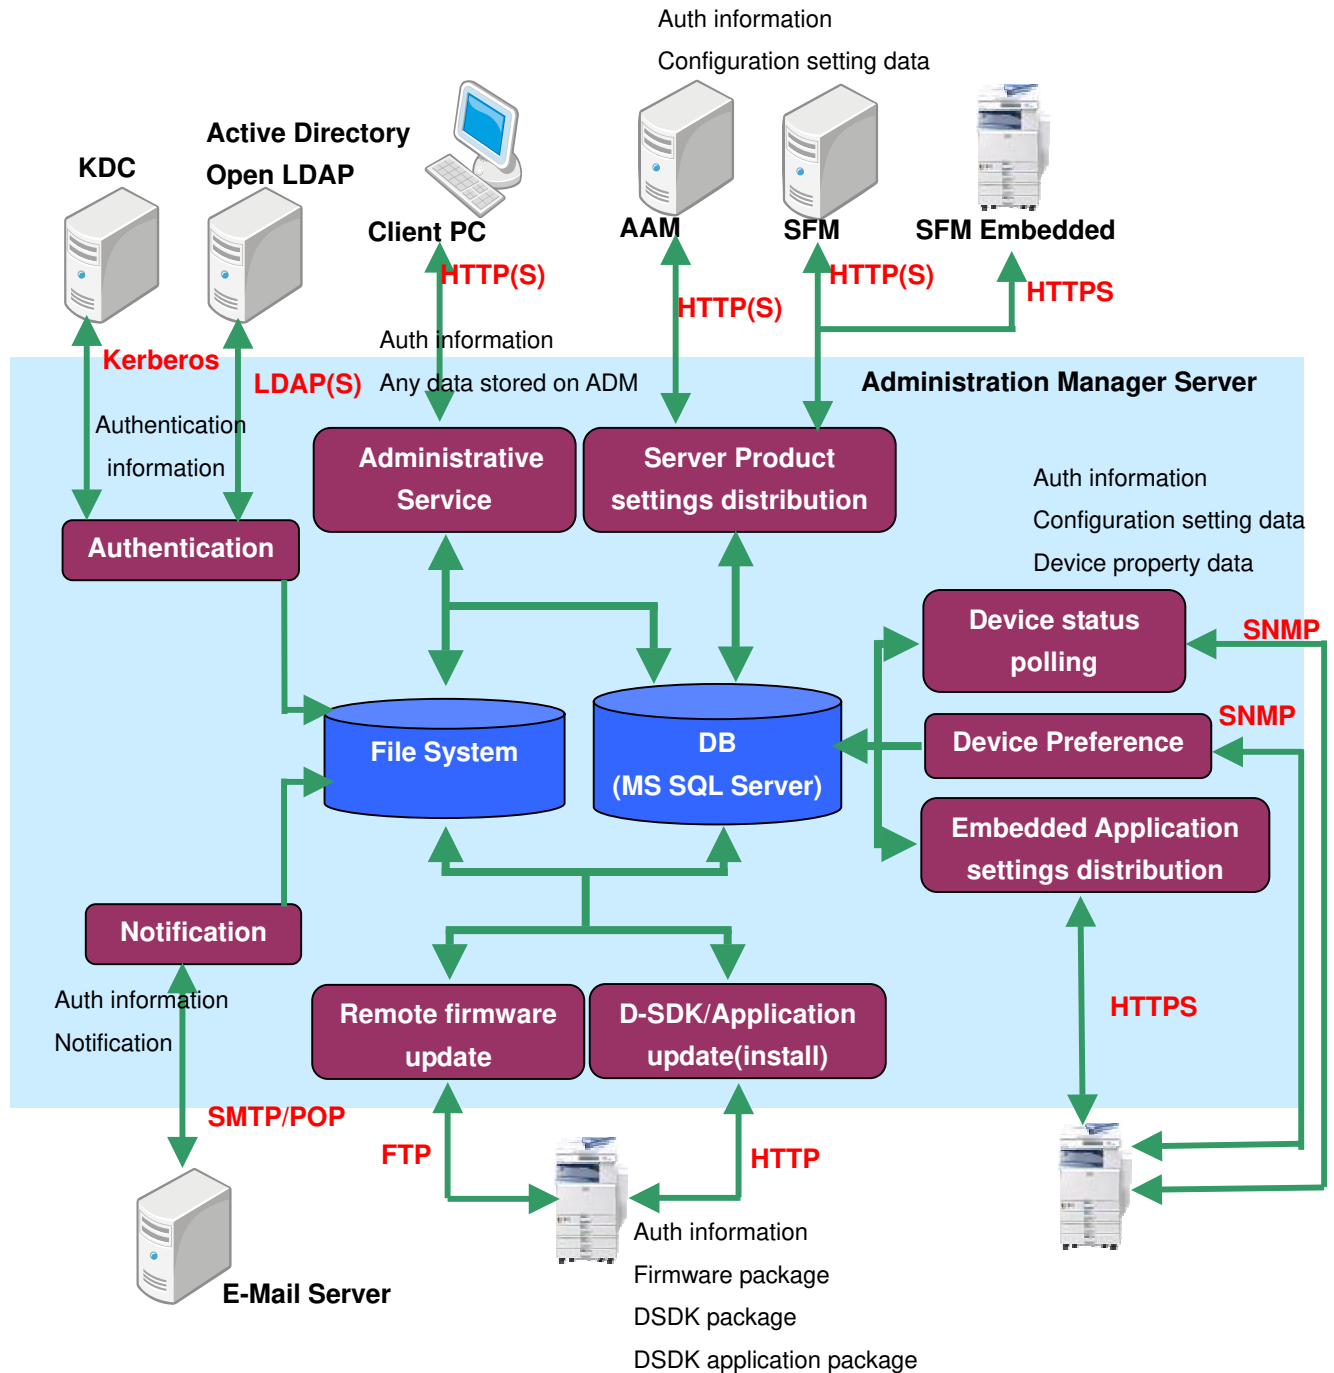 Auth information
Configuration setting data
Active Directory
Open LDAP
KDC
Client PC
AAM
SFM
SFM Embedded
HTTP(S)
HTTP(S)
HTTP(S)
HTTPS
Kerberos
LDAP(S)
Auth information
Any data stored on ADM
Administration Manager Server
Authentication
information
Administrative
Service
Server Product
settings distribution
Auth information
Configuration setting data
Device property data
Authentication
Device status
polling
SNMP
File System
DB
(MS SQL Server)
Device Preference
SNMP
Embedded Application
settings distribution
Notification
Auth information
Notification
Remote firmware
update
D-SDK/Application
update(install)
HTTPS
SMTP/POP
FTP
HTTP
E-Mail Server
Auth information
Firmware package
DSDK package
DSDK application package